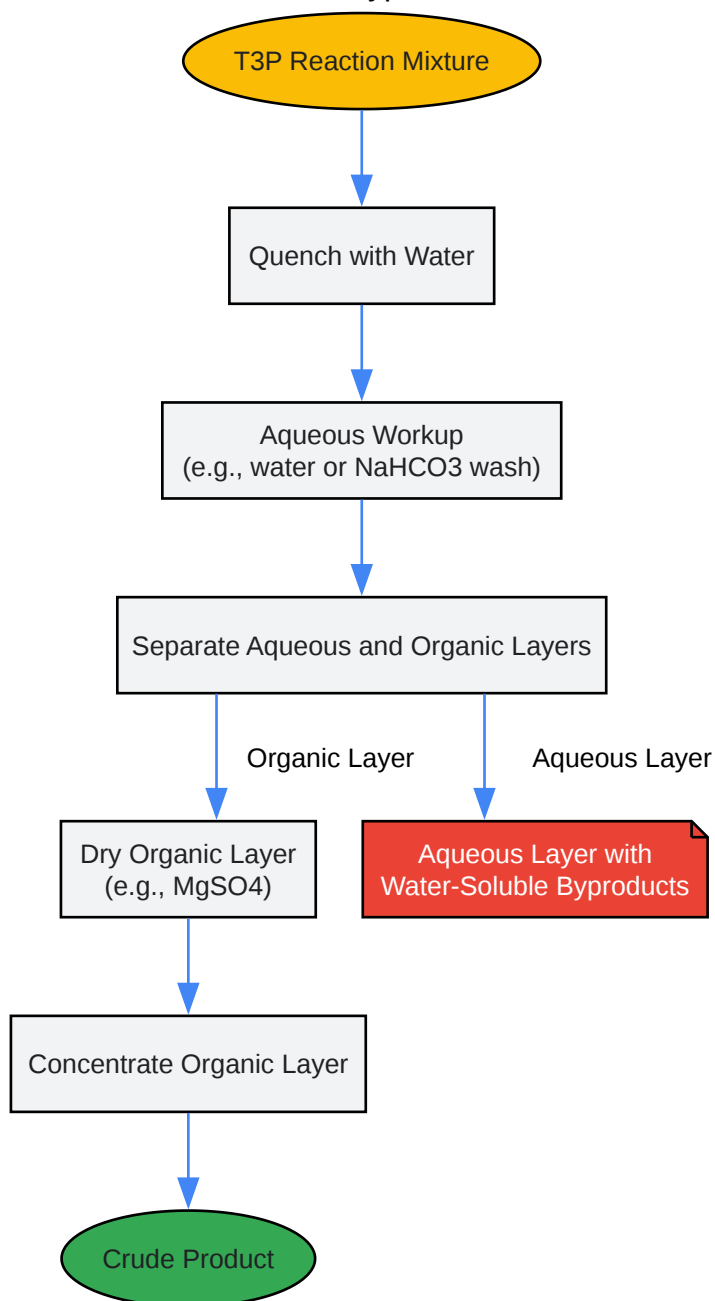 T3P Reaction Mixture
Quench with Water
Aqueous Workup
(e.g., water or NaHCO3 wash)
Separate Aqueous and Organic Layers
Organic Layer
Aqueous Layer
Dry Organic Layer
(e.g., MgSO4)
Aqueous Layer with
Water-Soluble Byproducts
Concentrate Organic Layer
Crude Product